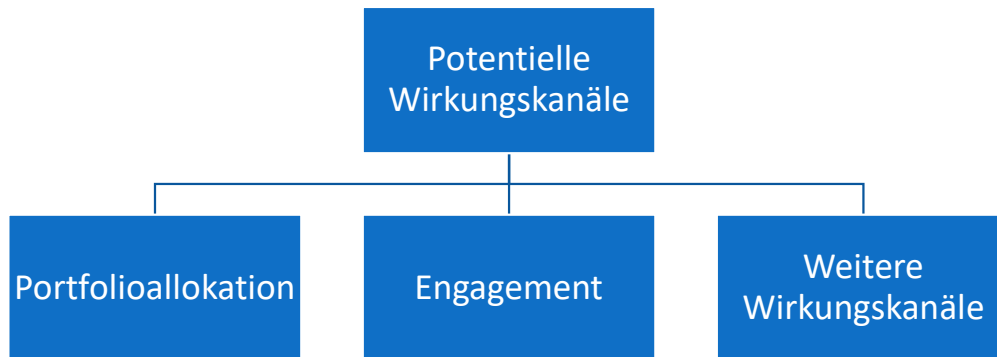 Potentielle
Wirkungskanäle
Portfolioallokation
Engagement
Weitere
Wirkungskanäle